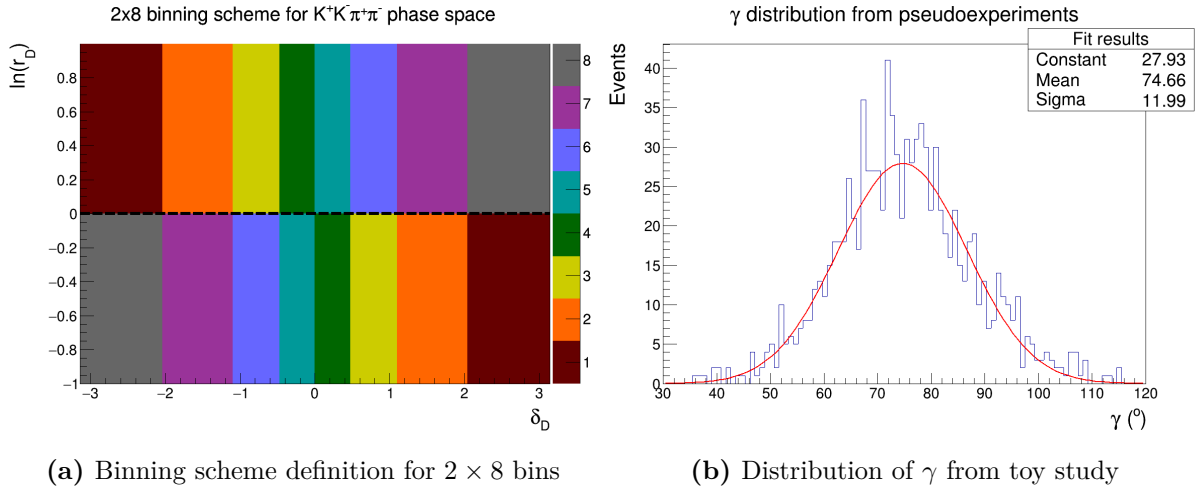 2x8 binning scheme for K⁺K⁻π⁺π⁻ phase space
ln(r_D)
0.8
0.6
0.4
0.2
0
−0.2
−0.4
−0.6
−0.8
−1
−3 −2 −1 0 1 2 3
δ_D
8
7
6
5
4
3
2
1
γ distribution from pseudoexperiments
Fit results
Constant 27.93
Mean 74.66
Sigma 11.99
Events
40
35
30
25
20
15
10
5
0
30 40 50 60 70 80 90 100 110 120
γ (°)
(a) Binning scheme definition for 2 × 8 bins
(b) Distribution of γ from toy study